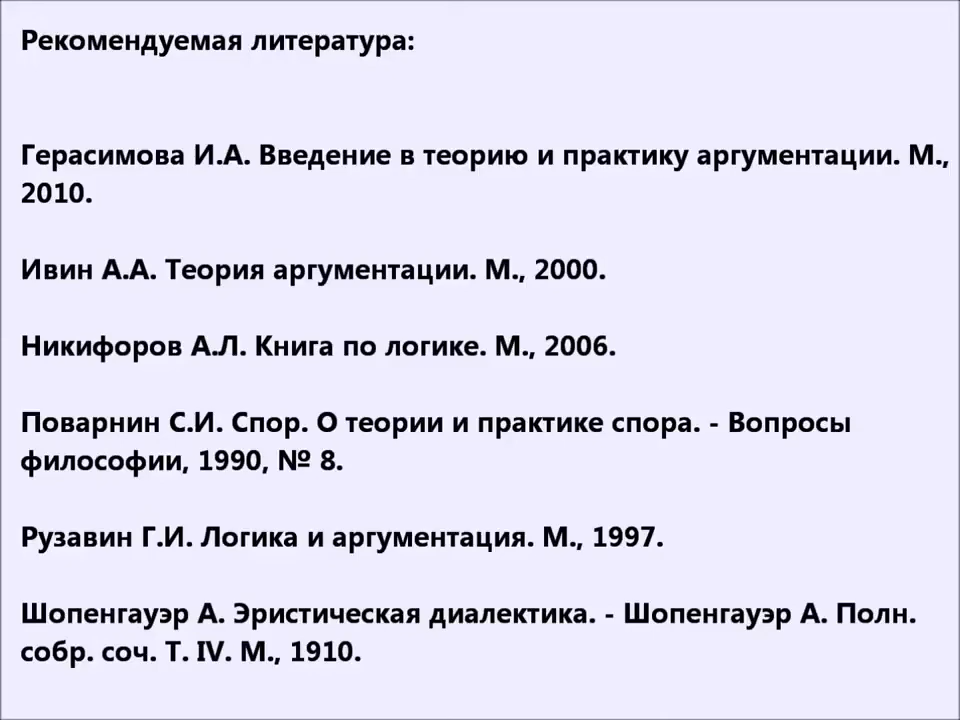 Рекомендуемая литература:
Герасимова И.А. Введение в теорию и практику аргументации. М.,
2010.
Ивин А.А. Теория аргументации. М., 2000.
Никифоров А.Л. Книга по логике. М., 2006.
Поварнин С.И. Спор. О теории и практике спора. - Вопросы
философии, 1990, № 8.
Рузавин Г.И. Логика и аргументация. М., 1997.
Шопенгауэр А. Эристическая диалектика. - Шопенгауэр А. Полн.
собр. соч. Т. IV. М., 1910.